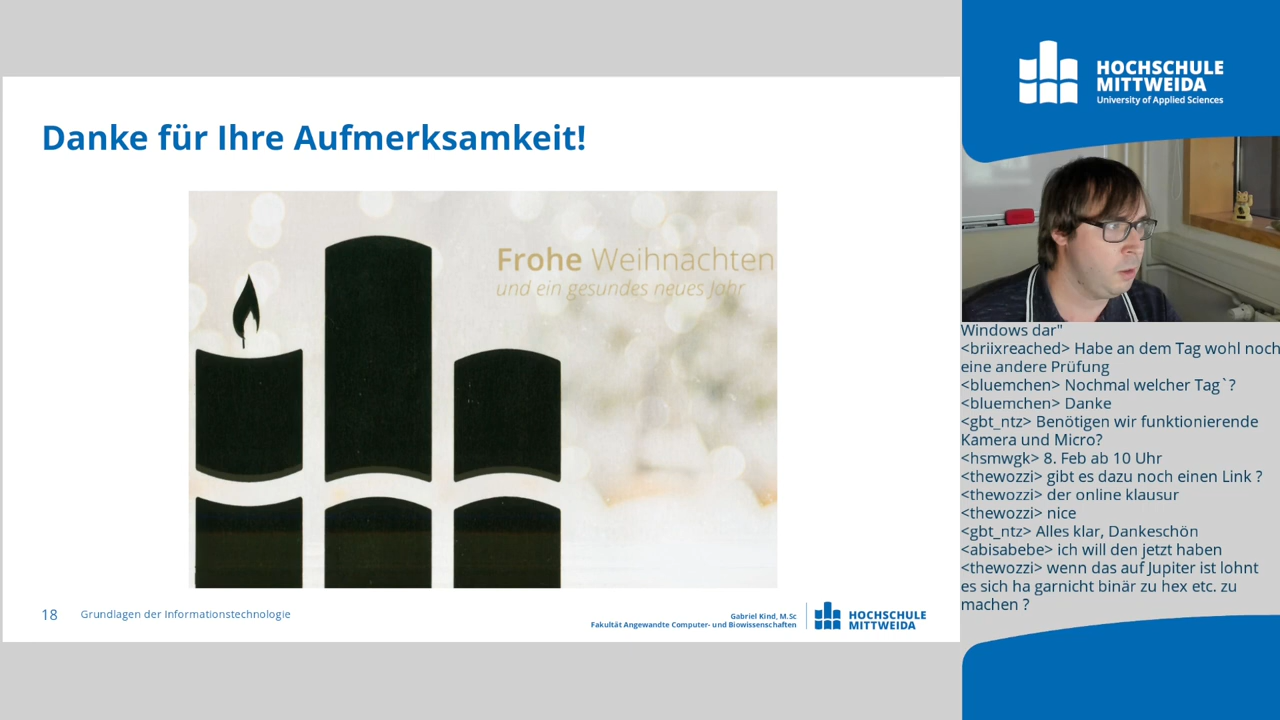 Danke für Ihre Aufmerksamkeit!
Frohe Weihnachten
und ein gesundes neues Jahr
18 Grundlagen der Informationstechnologie
Gabriel Kind, M.Sc
Fakultät Angewandte Computer- und Biowissenschaften
HOCHSCHULE
MITTWEIDA
HOCHSCHULE
MITTWEIDA
University of Applied Sciences
Windows dar"
<briixreached> Habe an dem Tag wohl noch
eine andere Prüfung
<bluemchen> Nochmal welcher Tag`?
<bluemchen> Danke
<gbt_ntz> Benötigen wir funktionierende
Kamera und Micro?
<hsmwgk> 8. Feb ab 10 Uhr
<thewozzi> gibt es dazu noch einen Link ?
<thewozzi> der online klausur
<thewozzi> nice
<gbt_ntz> Alles klar, Dankeschön
<abisabebe> ich will den jetzt haben
<thewozzi> wenn das auf Jupiter ist lohnt
es sich ha garnicht binär zu hex etc. zu
machen ?